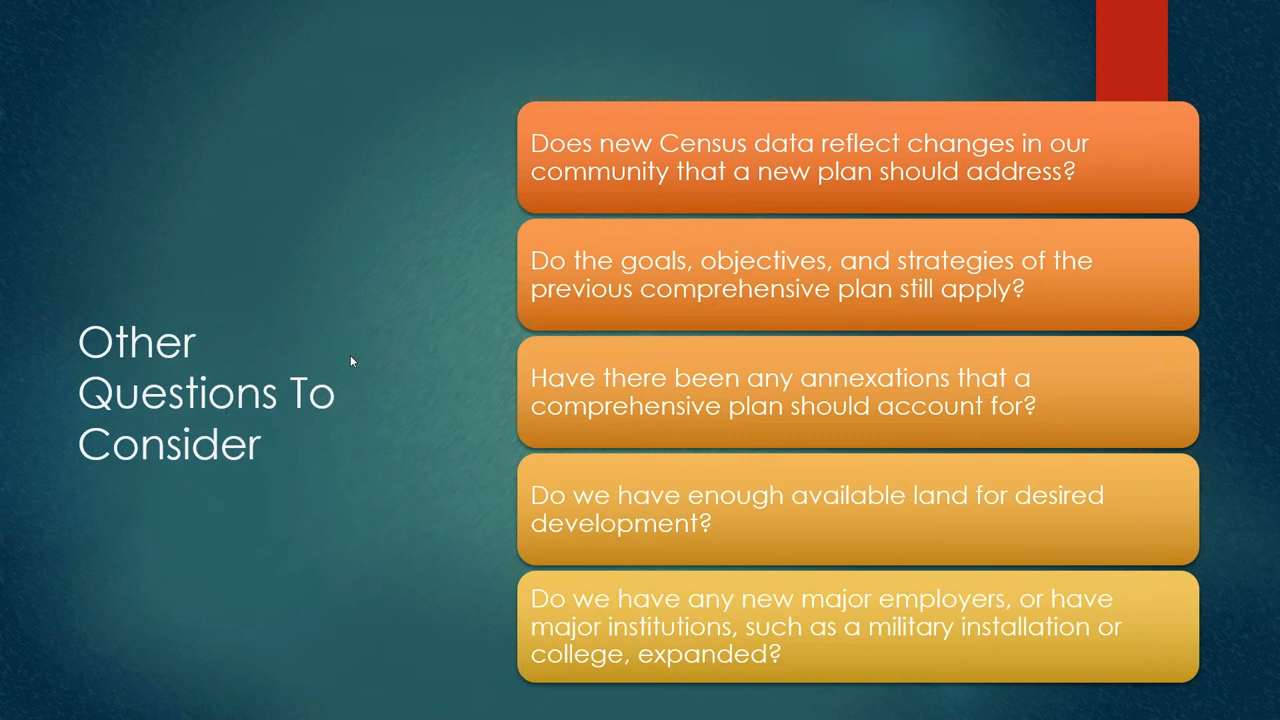 Other
Questions To
Consider
Does new Census data reflect changes in our
community that a new plan should address?
Do the goals, objectives, and strategies of the
previous comprehensive plan still apply?
Have there been any annexations that a
comprehensive plan should account for?
Do we have enough available land for desired
development?
Do we have any new major employers, or have
major institutions, such as a military installation or
college, expanded?